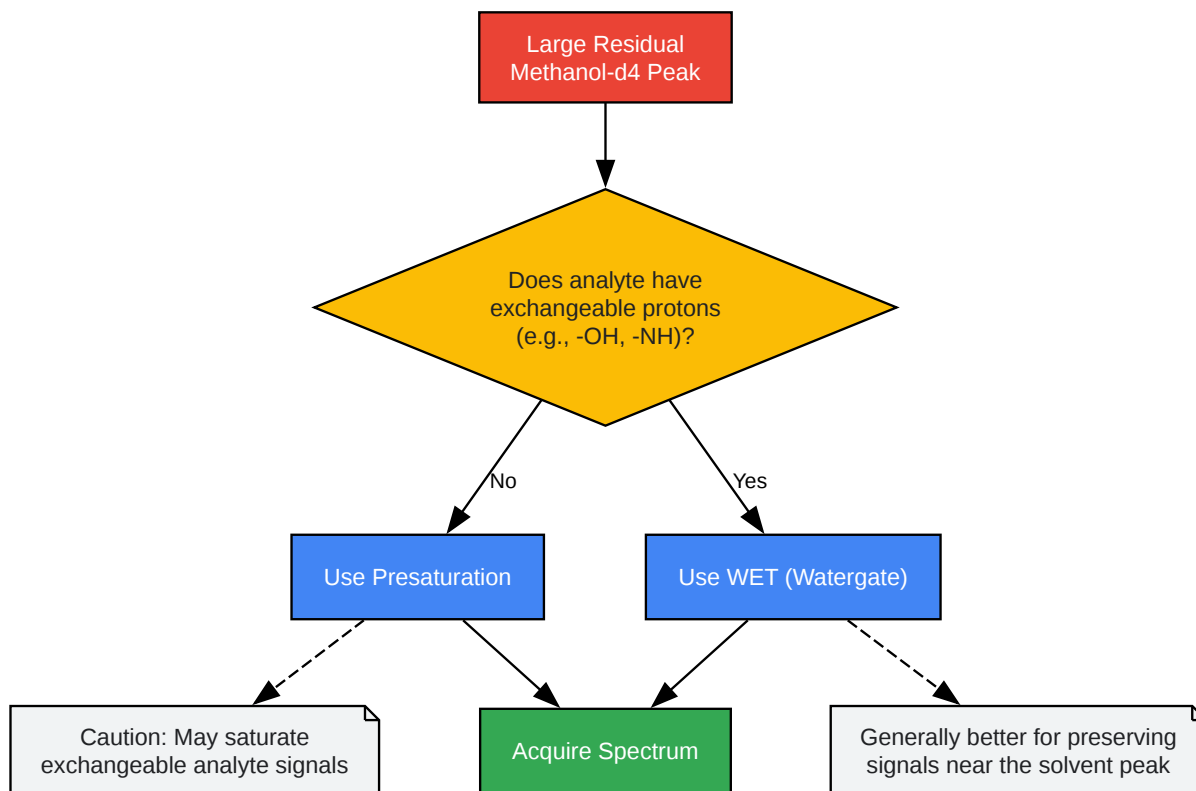 Large Residual
Methanol-d4 Peak
Does analyte have
exchangeable protons
(e.g., -OH, -NH)?
No
Yes
Use Presaturation
Use WET (Watergate)
Caution: May saturate
exchangeable analyte signals
Acquire Spectrum
Generally better for preserving
signals near the solvent peak